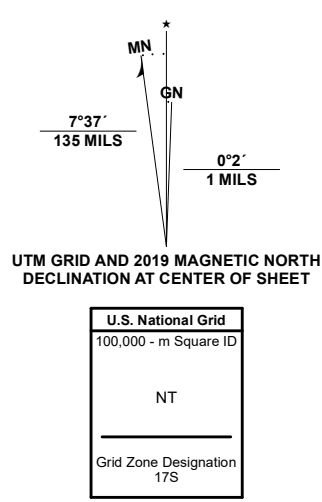 MN
GN
7°37´
135 MILS
0°2´
1 MILS
UTM GRID AND 2019 MAGNETIC NORTH
DECLINATION AT CENTER OF SHEET
U.S. National Grid
100,000 - m Square ID
NT
Grid Zone Designation
17S